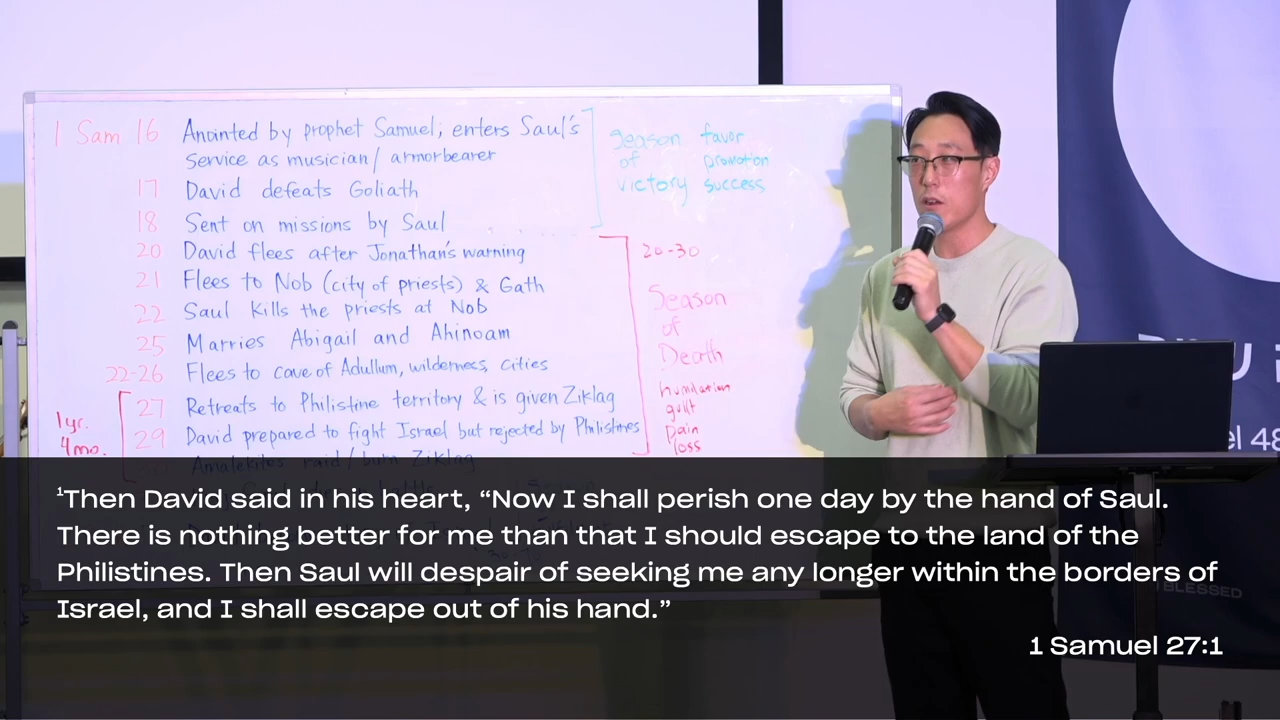 1 Sam 16 Anointed by prophet Samuel; enters Saul's
service as musician/ armorbearer
17 David defeats Goliath
18 Sent on missions by Saul
20 David flees after Jonathan's warning
21 Flees to Nob (city of priests) & Gath
22 Saul kills the priests at Nob
25 Marries Abigail and Ahinoam
22-26 Flees to cave of Adullum, wilderness, cities
27 Retreats to Philistine territory & is given Ziklag
29 David prepared to fight Israel but rejected by Philistines
Amalekites raid/ burn Ziklag
1yr.
4mo.
Season favor
of promotion
victory success
20-30
Season
of
Death
humiliation
guilt
pain
loss
el 48
BLESSED
¹Then David said in his heart, “Now I shall perish one day by the hand of Saul.
There is nothing better for me than that I should escape to the land of the
Philistines. Then Saul will despair of seeking me any longer within the borders of
Israel, and I shall escape out of his hand.”
1 Samuel 27:1